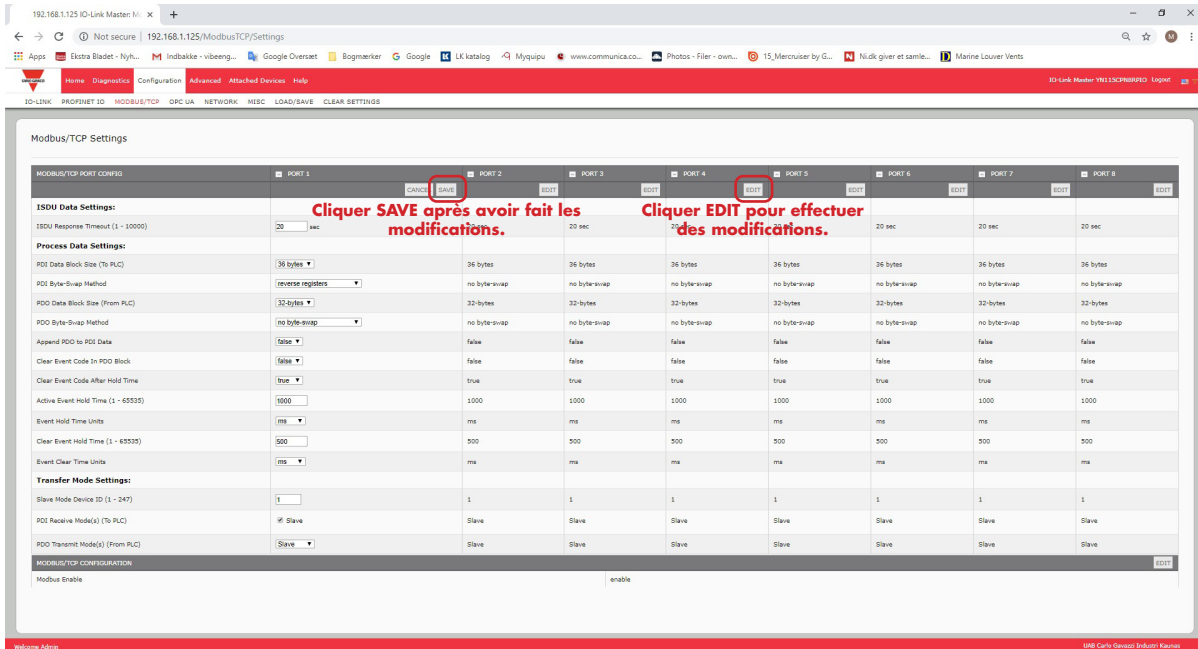 192.168.1.125 IO-Link Master: M
Not secure | 192.168.1.125/ModbusTCP/Settings
Apps Ekstra Bladet - Nyh... Indbakke - vibeeng... Google Oversæt Bogmærker Google LK katalog Myquipu www.communica.co... Photos - Filer - own... 15_Mercruiser by G... Ni.dk giver et samle... Marine Louver Vents
Home Diagnostics Configuration Advanced Attached Devices Help IO-Link Master YN115CPN8RPIO Logout
IO-LINK PROFINET IO MODBUS/TCP OPC UA NETWORK MISC LOAD/SAVE CLEAR SETTINGS
Modbus/TCP Settings
MODBUS/TCP PORT CONFIG PORT 1 PORT 2 PORT 3 PORT 4 PORT 5 PORT 6 PORT 7 PORT 8
CANCEL SAVE EDIT EDIT EDIT EDIT EDIT EDIT EDIT
Cliquer SAVE après avoir fait les
modifications.
Cliquer EDIT pour effectuer
des modifications.
ISDU Data Settings:
ISDU Response Timeout (1 - 10000) 20 sec 20 sec 20 sec 20 sec 20 sec 20 sec 20 sec
Process Data Settings:
PDI Data Block Size (To PLC) 36 bytes 36 bytes 36 bytes 36 bytes 36 bytes 36 bytes 36 bytes 36 bytes
PDI Byte-Swap Method reverse registers no byte-swap no byte-swap no byte-swap no byte-swap no byte-swap no byte-swap no byte-swap
PDO Data Block Size (From PLC) 32-bytes 32-bytes 32-bytes 32-bytes 32-bytes 32-bytes 32-bytes 32-bytes
PDO Byte-Swap Method no byte-swap no byte-swap no byte-swap no byte-swap no byte-swap no byte-swap no byte-swap no byte-swap
Append PDO to PDI Data false false false false false false false false
Clear Event Code In PDO Block false false false false false false false false
Clear Event Code After Hold Time true true true true true true true true
Active Event Hold Time (1 - 65535) 1000 1000 1000 1000 1000 1000 1000 1000
Event Hold Time Units ms ms ms ms ms ms ms ms
Clear Event Hold Time (1 - 65535) 500 500 500 500 500 500 500 500
Event Clear Time Units ms ms ms ms ms ms ms ms
Transfer Mode Settings:
Slave Mode Device ID (1 - 247) 1 1 1 1 1 1 1 1
PDI Receive Mode(s) (To PLC) Slave Slave Slave Slave Slave Slave Slave Slave
PDO Transmit Mode(s) (From PLC) Slave Slave Slave Slave Slave Slave Slave Slave
MODBUS/TCP CONFIGURATION EDIT
Modbus Enable enable
Welcome Admin UAB Carlo Gavazzi Industri Kaunas